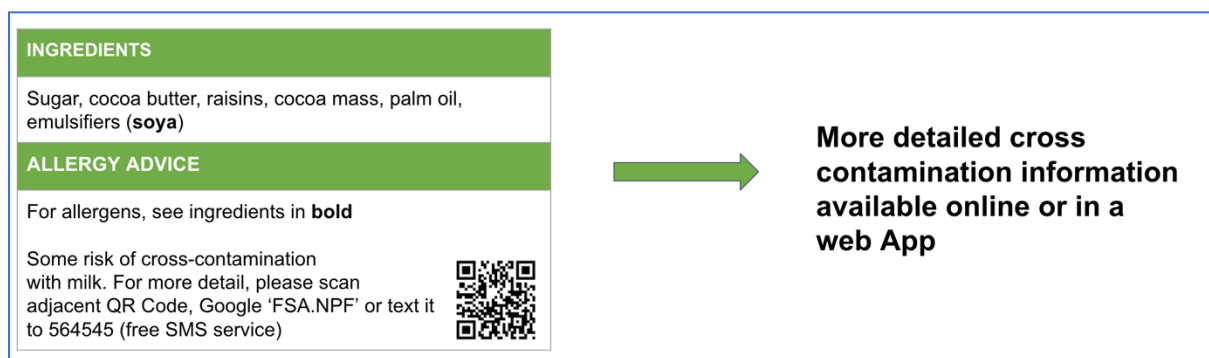 INGREDIENTS
Sugar, cocoa butter, raisins, cocoa mass, palm oil,
emulsifiers (soya)
ALLERGY ADVICE
For allergens, see ingredients in bold
Some risk of cross-contamination
with milk. For more detail, please scan
adjacent QR Code, Google ‘FSA.NPF’ or text it
to 564545 (free SMS service)
More detailed cross
contamination information
available online or in a
web App